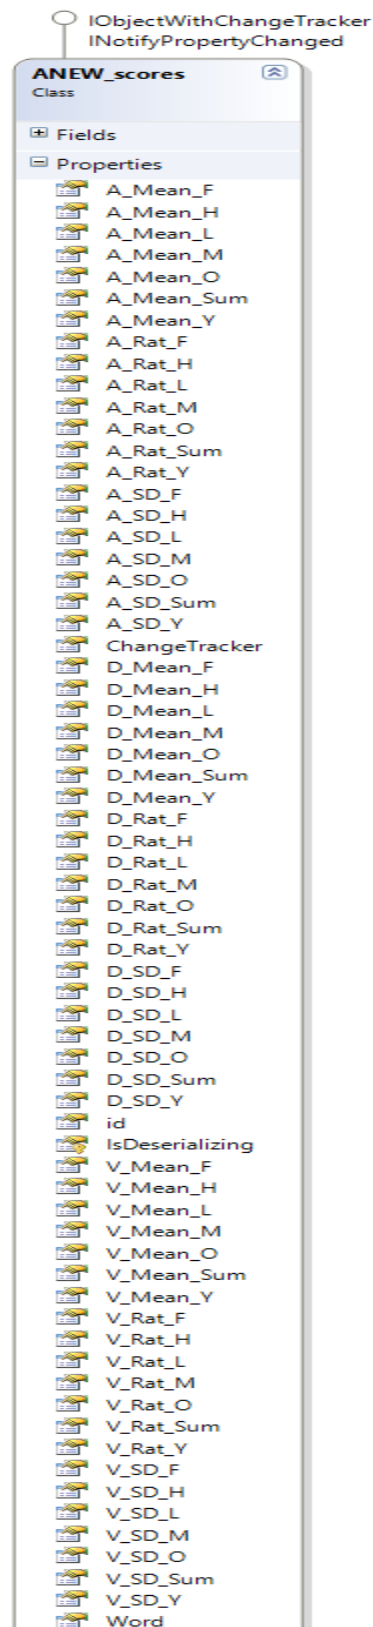 IObjectWithChangeTracker
INotifyPropertyChanged
ANEW_scores
Class
Fields
Properties
A_Mean_F
A_Mean_H
A_Mean_L
A_Mean_M
A_Mean_O
A_Mean_Sum
A_Mean_Y
A_Rat_F
A_Rat_H
A_Rat_L
A_Rat_M
A_Rat_O
A_Rat_Sum
A_Rat_Y
A_SD_F
A_SD_H
A_SD_L
A_SD_M
A_SD_O
A_SD_Sum
A_SD_Y
ChangeTracker
D_Mean_F
D_Mean_H
D_Mean_L
D_Mean_M
D_Mean_O
D_Mean_Sum
D_Mean_Y
D_Rat_F
D_Rat_H
D_Rat_L
D_Rat_M
D_Rat_O
D_Rat_Sum
D_Rat_Y
D_SD_F
D_SD_H
D_SD_L
D_SD_M
D_SD_O
D_SD_Sum
D_SD_Y
id
IsDeserializing
V_Mean_F
V_Mean_H
V_Mean_L
V_Mean_M
V_Mean_O
V_Mean_Sum
V_Mean_Y
V_Rat_F
V_Rat_H
V_Rat_L
V_Rat_M
V_Rat_O
V_Rat_Sum
V_Rat_Y
V_SD_F
V_SD_H
V_SD_L
V_SD_M
V_SD_O
V_SD_Sum
V_SD_Y
Word